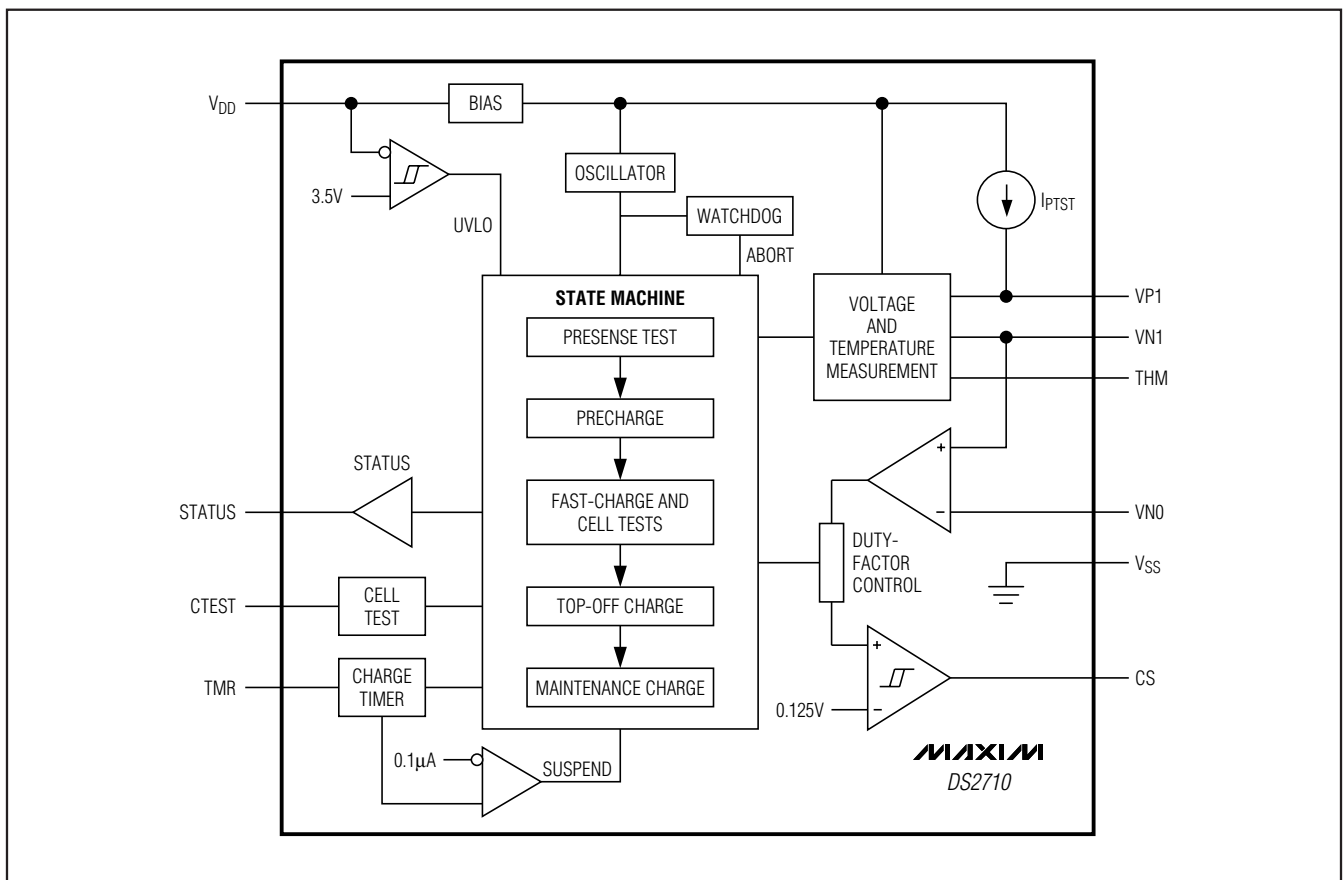 VDD
BIAS
3.5V
UVLO
OSCILLATOR
WATCHDOG
ABORT
IPTST
STATE MACHINE
PRESENSE TEST
PRECHARGE
FAST-CHARGE AND
CELL TESTS
TOP-OFF CHARGE
MAINTENANCE CHARGE
VOLTAGE
AND
TEMPERATURE
MEASUREMENT
VP1
VN1
THM
STATUS
STATUS
CTEST
CELL
TEST
TMR
CHARGE
TIMER
0.1µA
SUSPEND
+
−
VN0
DUTY-
FACTOR
CONTROL
VSS
+
−
0.125V
CS
MAXIM
DS2710